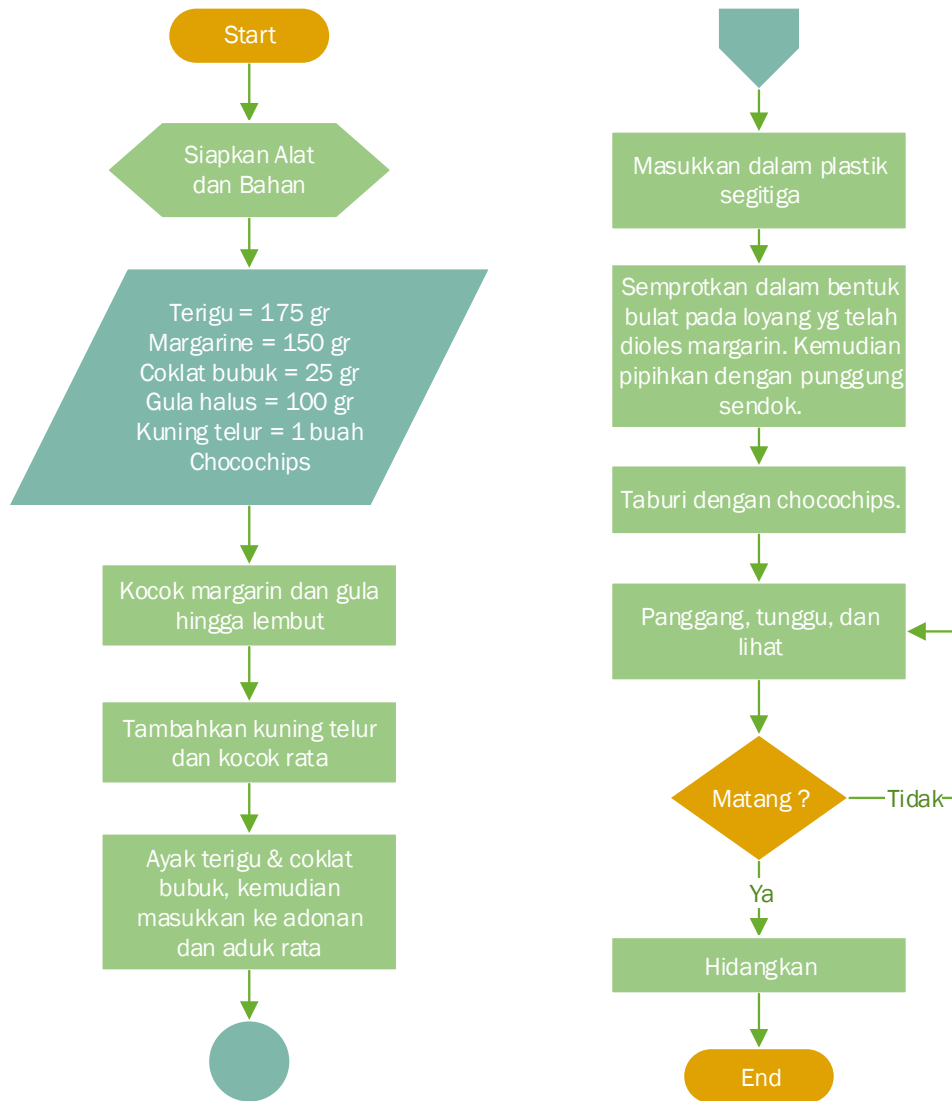 Start
Siapkan Alat
dan Bahan
Terigu = 175 gr
Margarine = 150 gr
Coklat bubuk = 25 gr
Gula halus = 100 gr
Kuning telur = 1 buah
Chocochips
Kocok margarin dan gula
hingga lembut
Tambahkan kuning telur
dan kocok rata
Ayak terigu & coklat
bubuk, kemudian
masukkan ke adonan
dan aduk rata
Masukkan dalam plastik
segitiga
Semprotkan dalam bentuk
bulat pada loyang yg telah
dioles margarin. Kemudian
pipihkan dengan punggung
sendok.
Taburi dengan chocochips.
Panggang, tunggu, dan
lihat
Matang ?
Tidak
Ya
Hidangkan
End